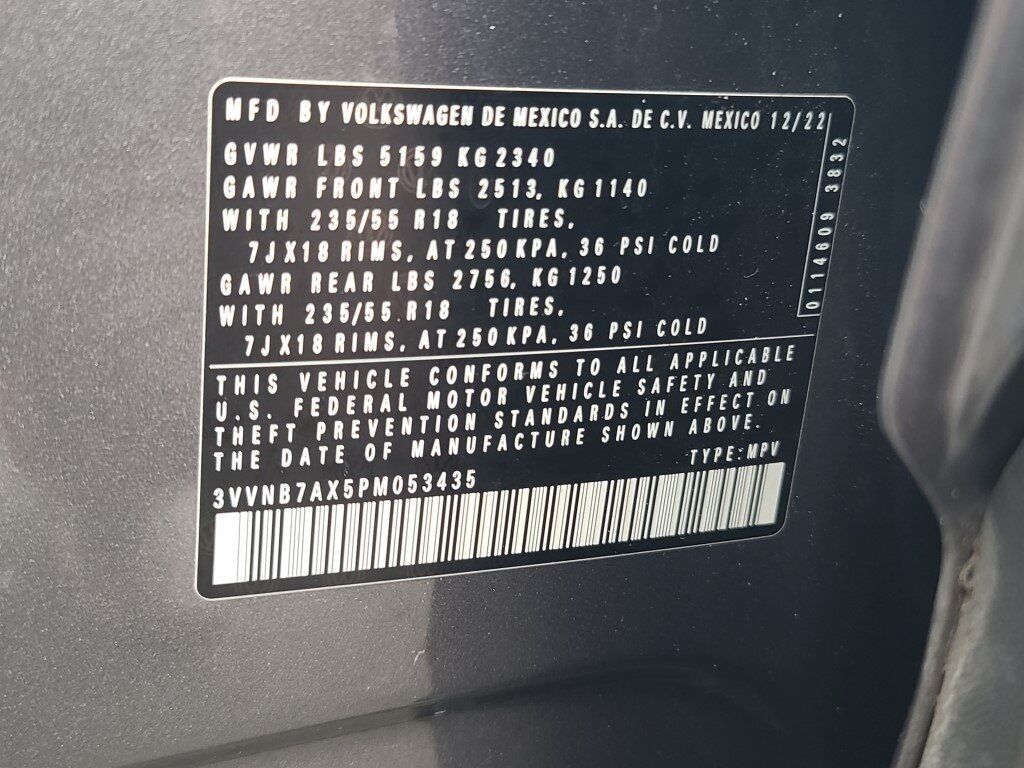 MFD BY VOLKSWAGEN DE MEXICO S.A. DE C.V. MEXICO 12/22
GVWR LBS 5159 KG 2340
GAWR FRONT LBS 2513, KG 1140
WITH 235/55 R18 TIRES,
7JX18 RIMS, AT 250 KPA, 36 PSI COLD
GAWR REAR LBS 2756, KG 1250
WITH 235/55 R18 TIRES,
7JX18 RIMS, AT 250 KPA, 36 PSI COLD
0114609 3832
THIS VEHICLE CONFORMS TO ALL APPLICABLE
U.S. FEDERAL MOTOR VEHICLE SAFETY AND
THEFT PREVENTION STANDARDS IN EFFECT ON
THE DATE OF MANUFACTURE SHOWN ABOVE.
TYPE: MPV
3VVNB7AX5PM053435